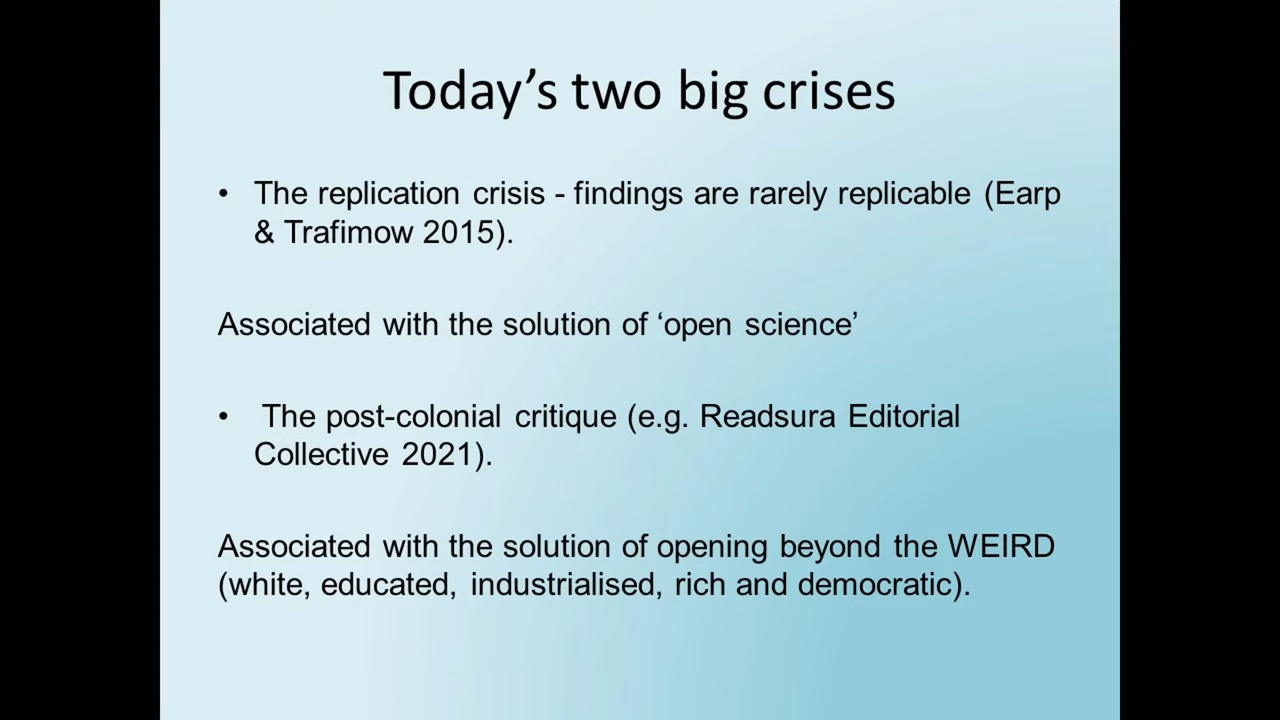 Today’s two big crises
• The replication crisis - findings are rarely replicable (Earp
& Trafimow 2015).
Associated with the solution of ‘open science’
• The post-colonial critique (e.g. Readsura Editorial
Collective 2021).
Associated with the solution of opening beyond the WEIRD
(white, educated, industrialised, rich and democratic).